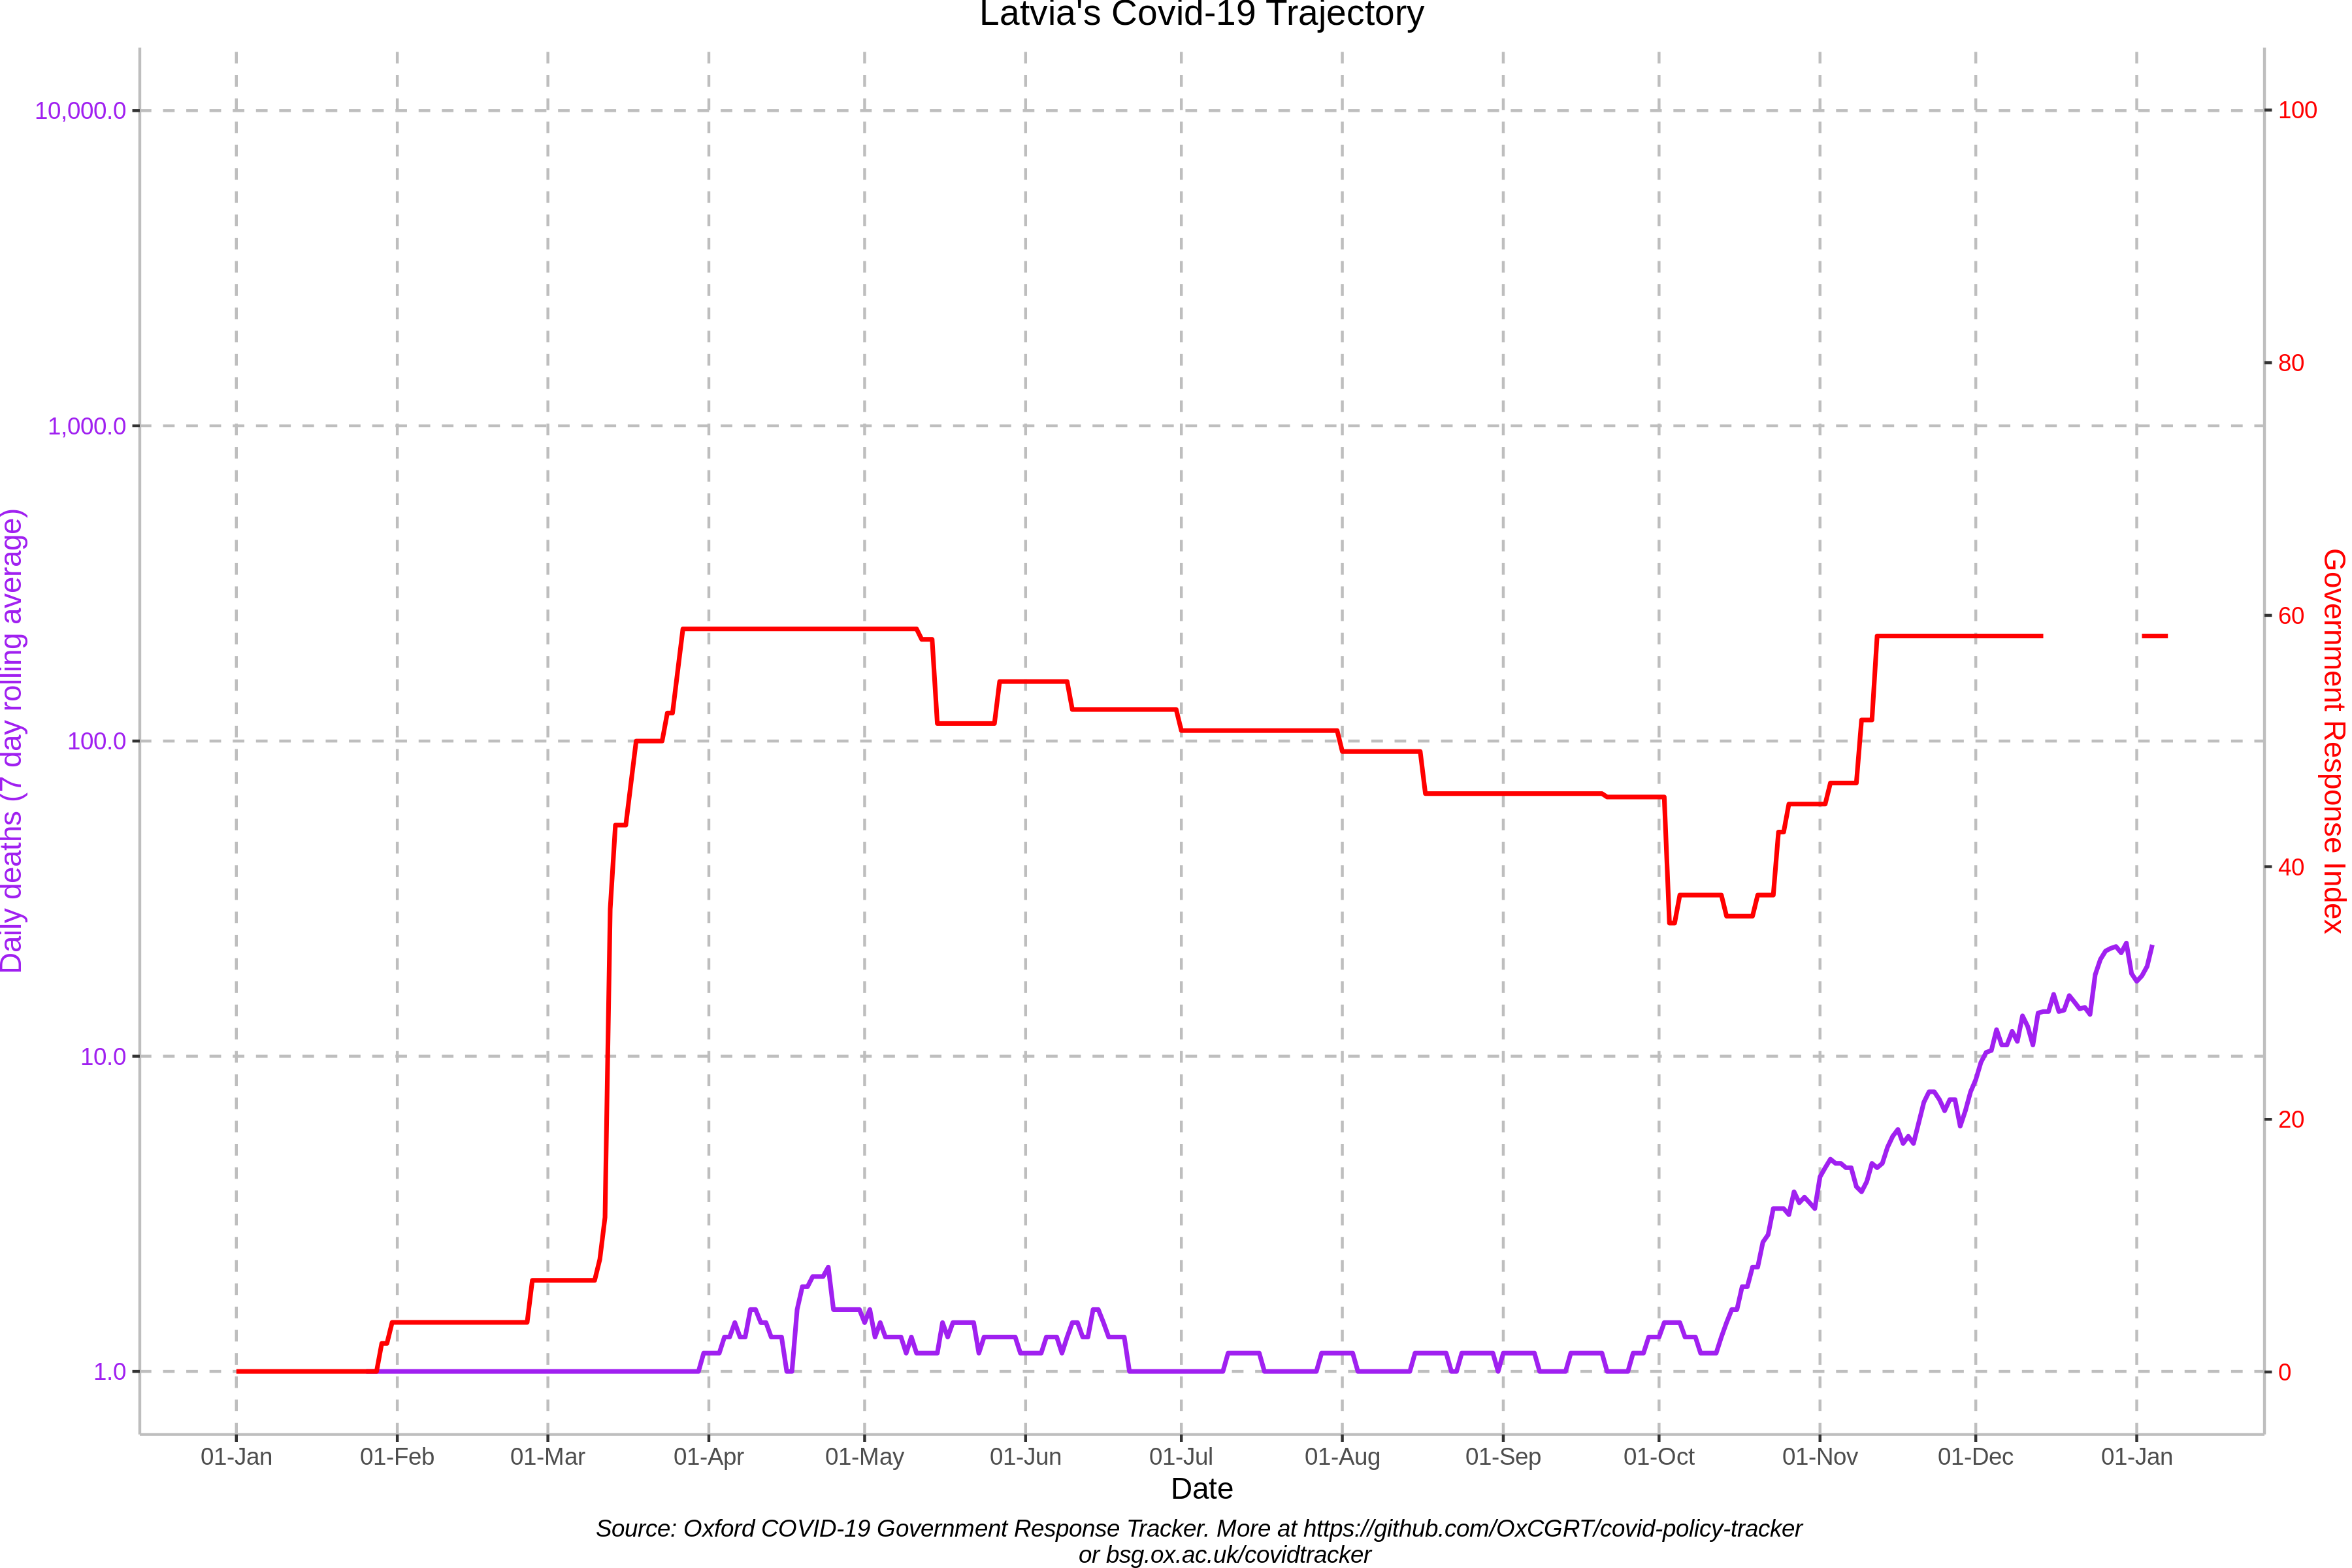 Latvia's Covid-19 Trajectory
10,000.0
1,000.0
100.0
10.0
1.0
Daily deaths (7 day rolling average)
100
80
60
40
20
0
Government Response Index
01-Jan 01-Feb 01-Mar 01-Apr 01-May 01-Jun 01-Jul 01-Aug 01-Sep 01-Oct 01-Nov 01-Dec 01-Jan
Date
Source: Oxford COVID-19 Government Response Tracker. More at https://github.com/OxCGRT/covid-policy-tracker
or bsg.ox.ac.uk/covidtracker